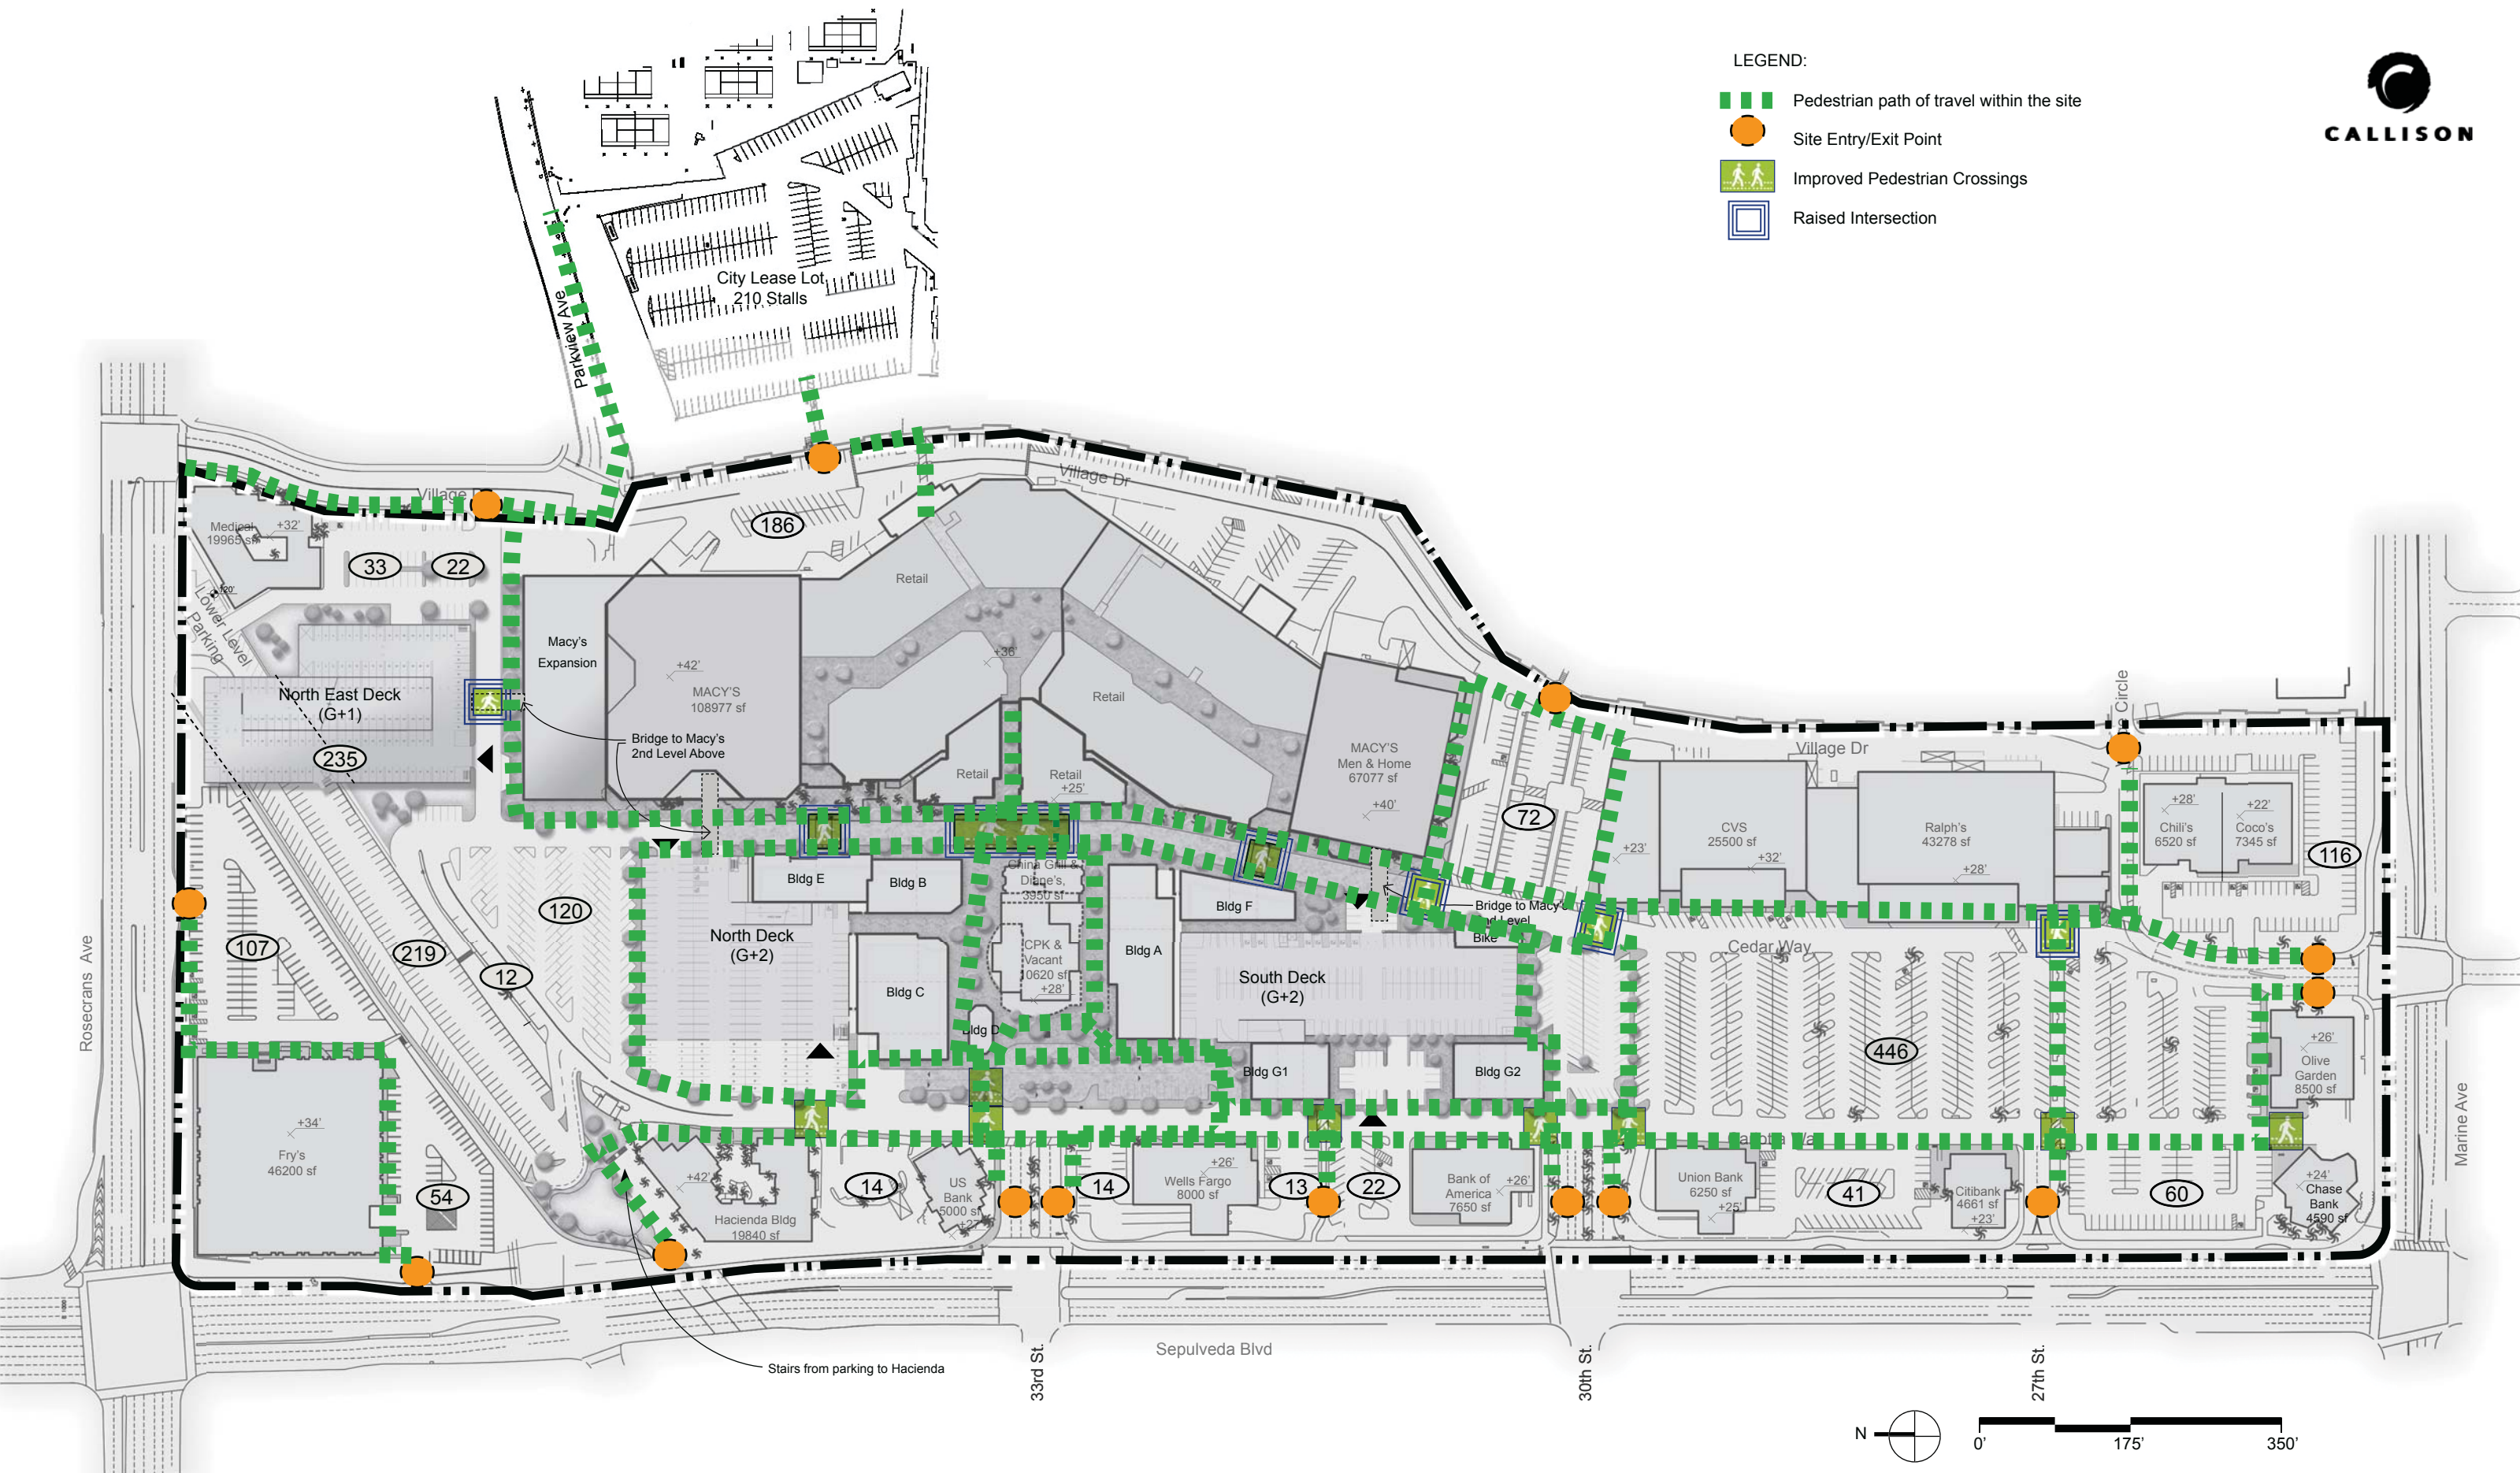 LEGEND:
Pedestrian path of travel within the site
Site Entry/Exit Point
Improved Pedestrian Crossings
Raised Intersection
CALLISON
City Lease Lot
210 Stalls
Parkview Ave
Village
Village Dr
186
Medical
19965 sf
+32'
33
22
+20'
Lower Level
Parking
North East Deck
(G+1)
235
Macy's
Expansion
+42'
MACY'S
108977 sf
Bridge to Macy's
2nd Level Above
Retail
+36'
Retail
Retail
Retail
+25'
MACY'S
Men & Home
67077 sf
+40'
72
Village Dr
Circle
CVS
25500 sf
+23'
+32'
Ralph's
43278 sf
+28'
+28'
Chili's
6520 sf
+22'
Coco's
7345 sf
116
Rosecrans Ave
107
219
12
120
Bldg E
Bldg B
North Deck
(G+2)
Bldg C
China Grill &
Diane's,
3950 sf
CPK &
Vacant
10620 sf
+28'
Bldg D
Bldg A
Bldg F
South Deck
(G+2)
Bridge to Macy's
2nd Level
Bike
Cedar Way
446
Bldg G1
Bldg G2
+26'
Olive
Garden
8500 sf
Marine Ave
+34'
Fry's
46200 sf
54
+42'
Hacienda Bldg
19840 sf
14
US
Bank
5000 sf
+27'
14
+26'
Wells Fargo
8000 sf
13
22
Bank of
America
7650 sf
+26'
Union Bank
6250 sf
+25'
41
Citibank
4661 sf
+23'
60
+24'
Chase
Bank
4590 sf
Stairs from parking to Hacienda
33rd St.
Sepulveda Blvd
30th St.
27th St.
N
0'
175'
350'